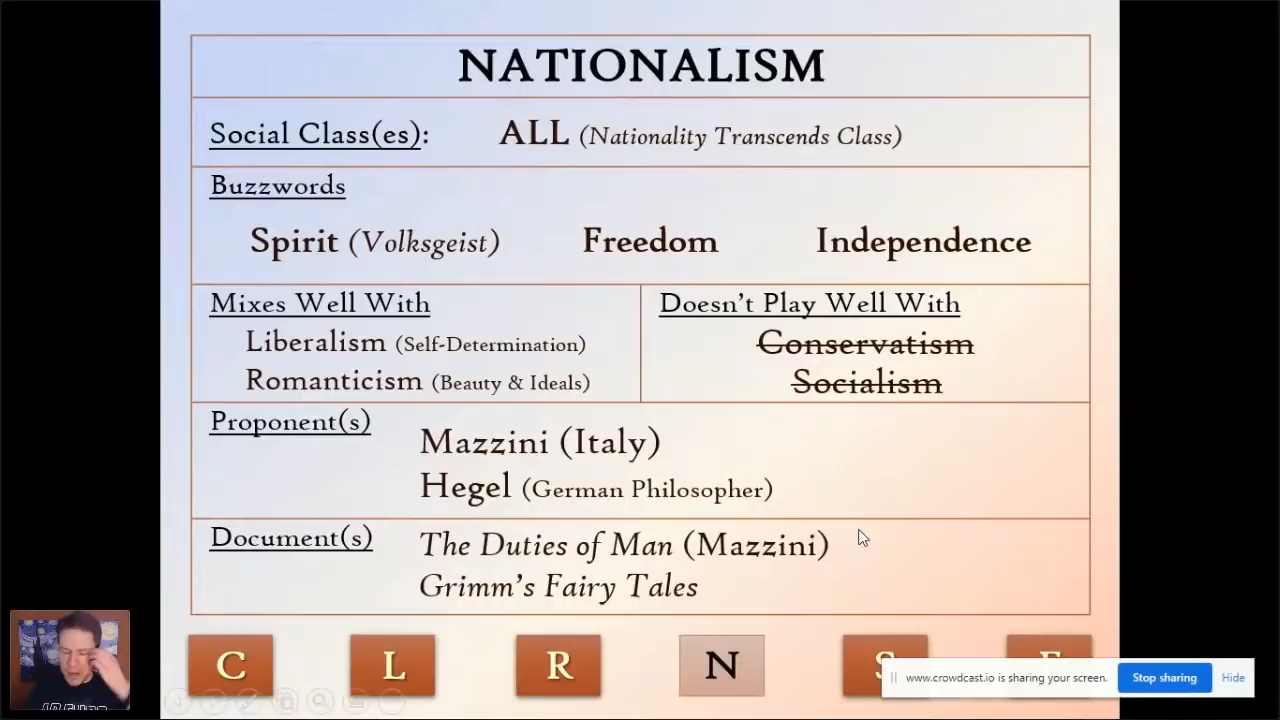 NATIONALISM
Social Class(es): ALL (Nationality Transcends Class)
Buzzwords
Spirit (Volksgeist) Freedom Independence
Mixes Well With
Liberalism (Self-Determination)
Romanticism (Beauty & Ideals)
Doesn't Play Well With
Conservatism
Socialism
Proponent(s)
Mazzini (Italy)
Hegel (German Philosopher)
Document(s)
The Duties of Man (Mazzini)
Grimm's Fairy Tales
C L R N S
www.crowdcast.io is sharing your screen. Stop sharing Hide